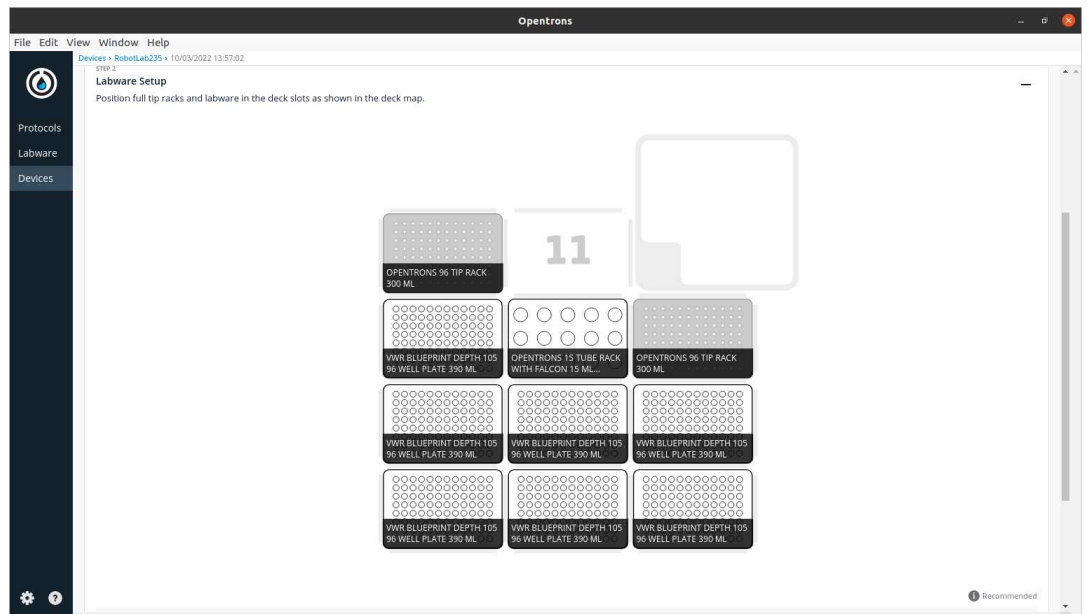 Opentrons
File Edit View Window Help
Devices › RobotLab235 › 10/03/2022 13:57:02
STEP 2
Labware Setup
Position full tip racks and labware in the deck slots as shown in the deck map.
Protocols
Labware
Devices
11
OPENTRONS 96 TIP RACK
300 ML
VWR BLUEPRINT DEPTH 105
96 WELL PLATE 390 ML
OPENTRONS 15 TUBE RACK
WITH FALCON 15 ML...
OPENTRONS 96 TIP RACK
300 ML
VWR BLUEPRINT DEPTH 105
96 WELL PLATE 390 ML
VWR BLUEPRINT DEPTH 105
96 WELL PLATE 390 ML
VWR BLUEPRINT DEPTH 105
96 WELL PLATE 390 ML
VWR BLUEPRINT DEPTH 105
96 WELL PLATE 390 ML
VWR BLUEPRINT DEPTH 105
96 WELL PLATE 390 ML
VWR BLUEPRINT DEPTH 105
96 WELL PLATE 390 ML
Recommended